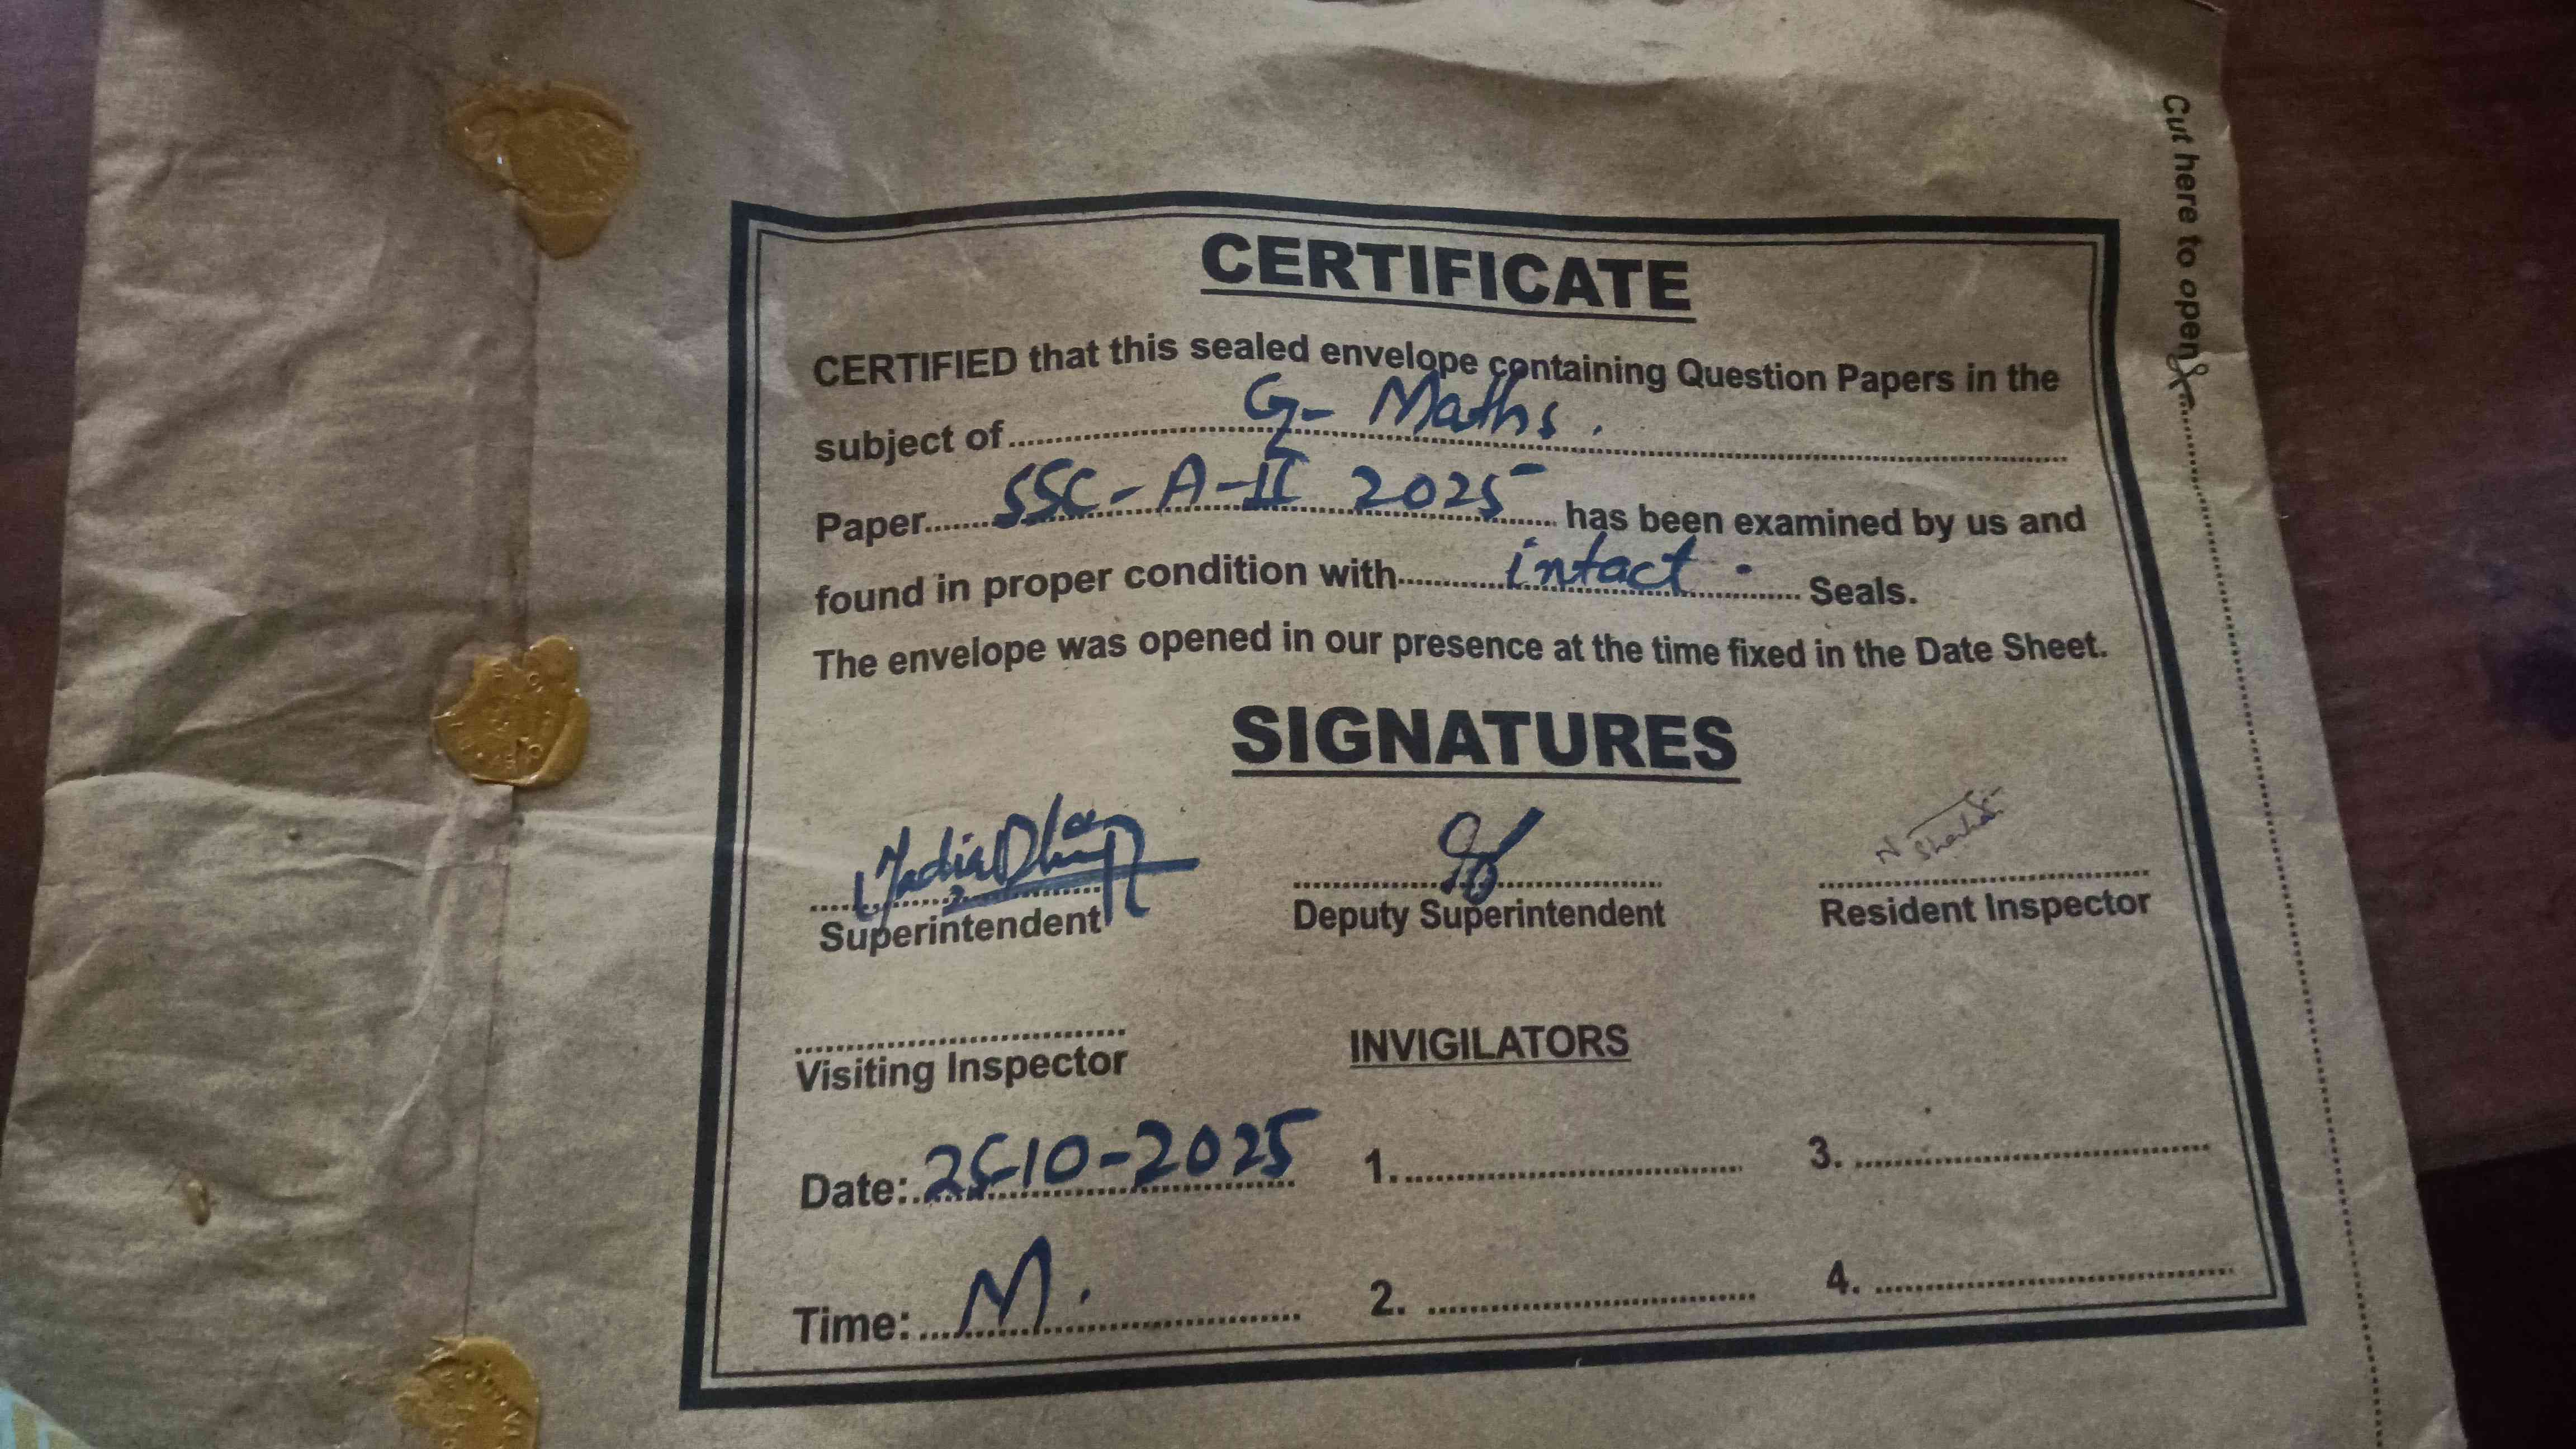 Cut here to open
CERTIFICATE
CERTIFIED that this sealed envelope containing Question Papers in the
subject of G- Maths.
Paper SSC-A-II 2025 has been examined by us and
found in proper condition with intact. Seals.
The envelope was opened in our presence at the time fixed in the Date Sheet.
SIGNATURES
Superintendent Deputy Superintendent Resident Inspector
Visiting Inspector INVIGILATORS
Date: 25-10-2025 1. 3.
Time: M. 2. 4.